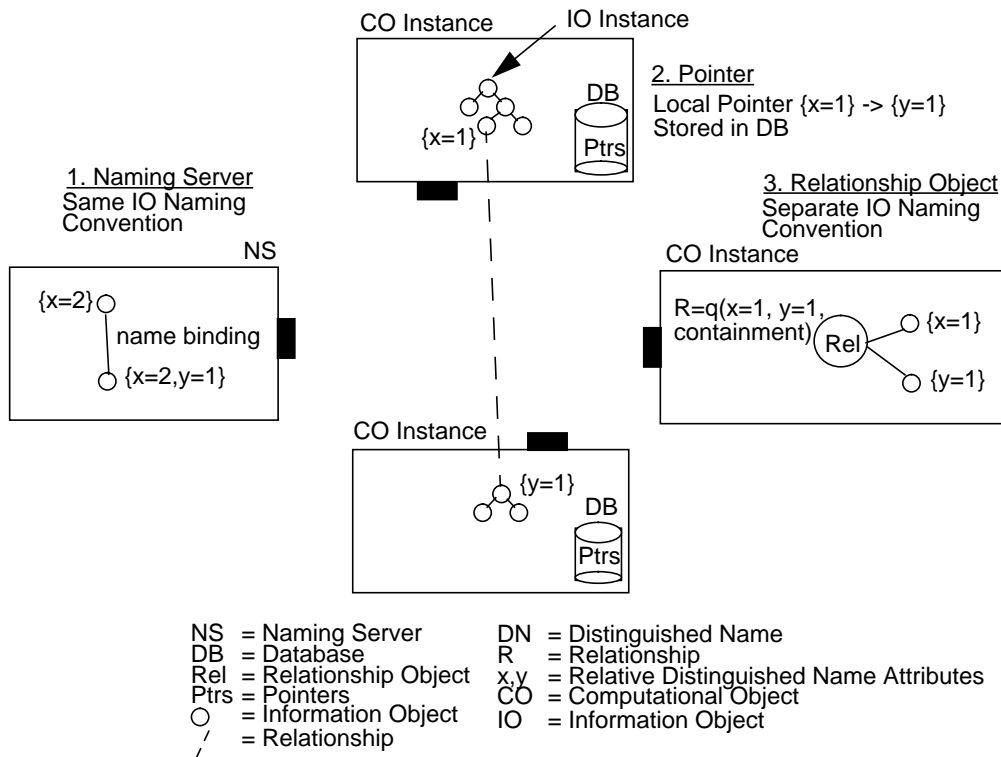 CO Instance
IO Instance
DB
Ptrs
{x=1}
2. Pointer
Local Pointer {x=1} -> {y=1}
Stored in DB
1. Naming Server
Same IO Naming
Convention
NS
{x=2}
name binding
{x=2,y=1}
3. Relationship Object
Separate IO Naming
Convention
CO Instance
R=q(x=1, y=1,
containment)
Rel
{x=1}
{y=1}
CO Instance
{y=1}
DB
Ptrs
NS = Naming Server
DB = Database
Rel = Relationship Object
Ptrs = Pointers
= Information Object
= Relationship
DN = Distinguished Name
R = Relationship
x,y = Relative Distinguished Name Attributes
CO = Computational Object
IO = Information Object